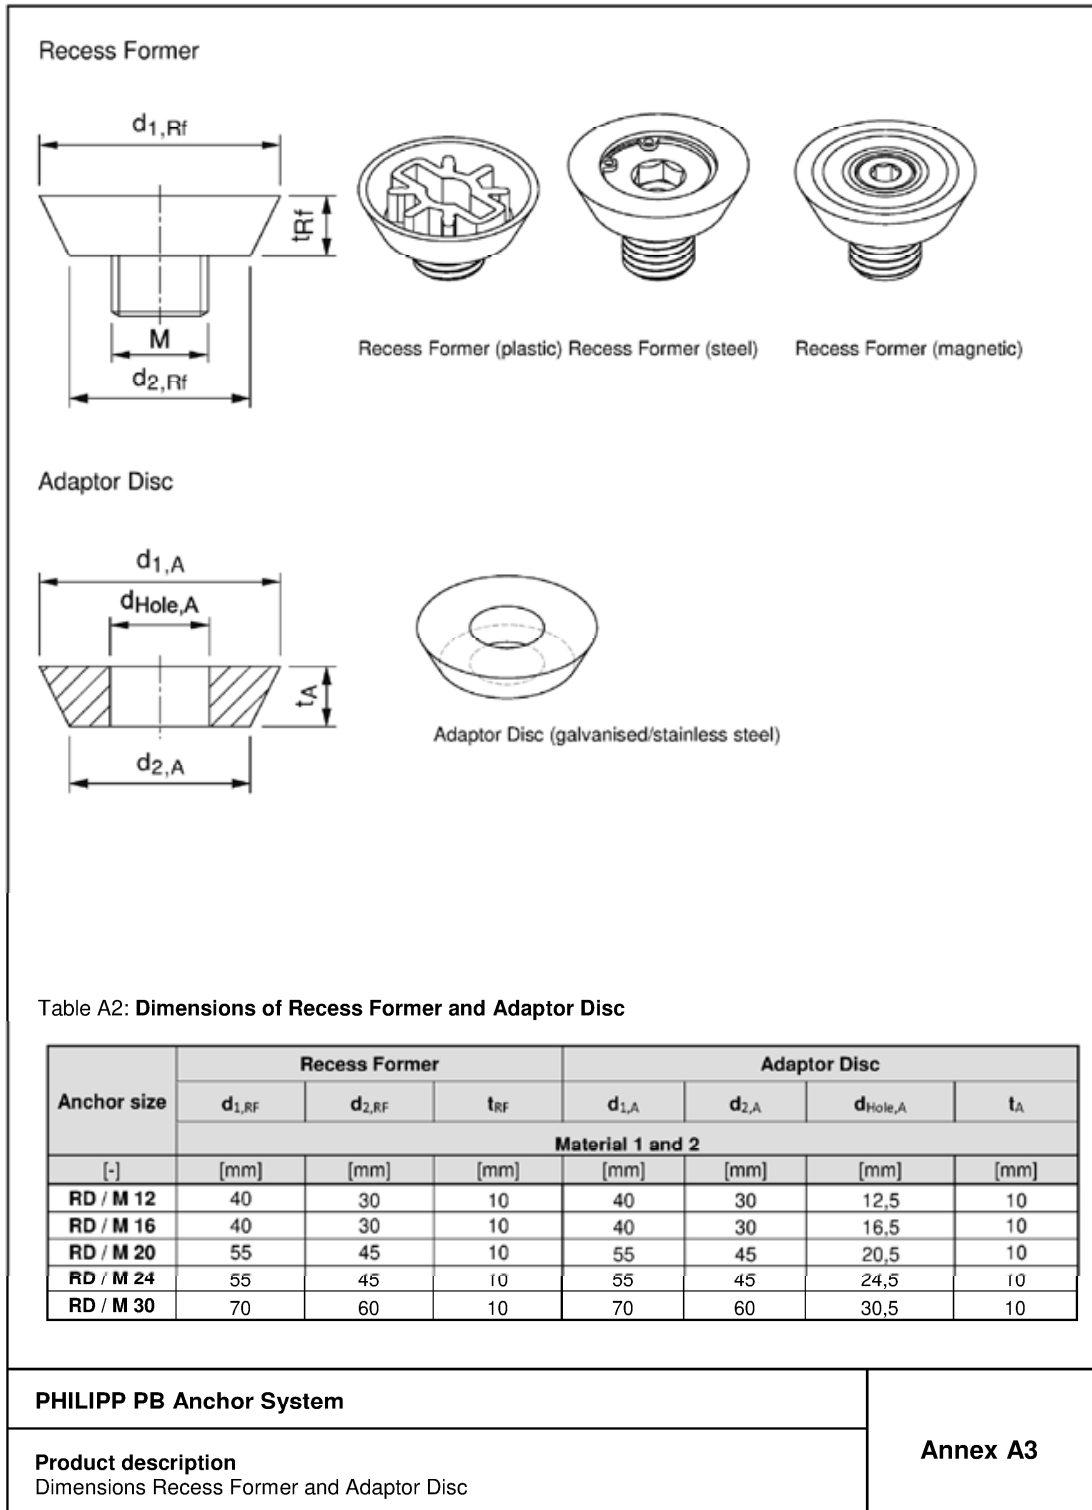 Recess Former
d1,Rf
tRf
M
d2,Rf
Recess Former (plastic) Recess Former (steel) Recess Former (magnetic)
Adaptor Disc
d1,A
dHole,A
tA
d2,A
Adaptor Disc (galvanised/stainless steel)
Table A2: Dimensions of Recess Former and Adaptor Disc
Anchor size Recess Former Adaptor Disc
d1,RF d2,RF tRF d1,A d2,A dHole,A tA
Material 1 and 2
[-] [mm] [mm] [mm] [mm] [mm] [mm] [mm]
RD / M 12 40 30 10 40 30 12,5 10
RD / M 16 40 30 10 40 30 16,5 10
RD / M 20 55 45 10 55 45 20,5 10
RD / M 24 55 45 10 55 45 24,5 10
RD / M 30 70 60 10 70 60 30,5 10
PHILIPP PB Anchor System
Product description
Dimensions Recess Former and Adaptor Disc
Annex A3